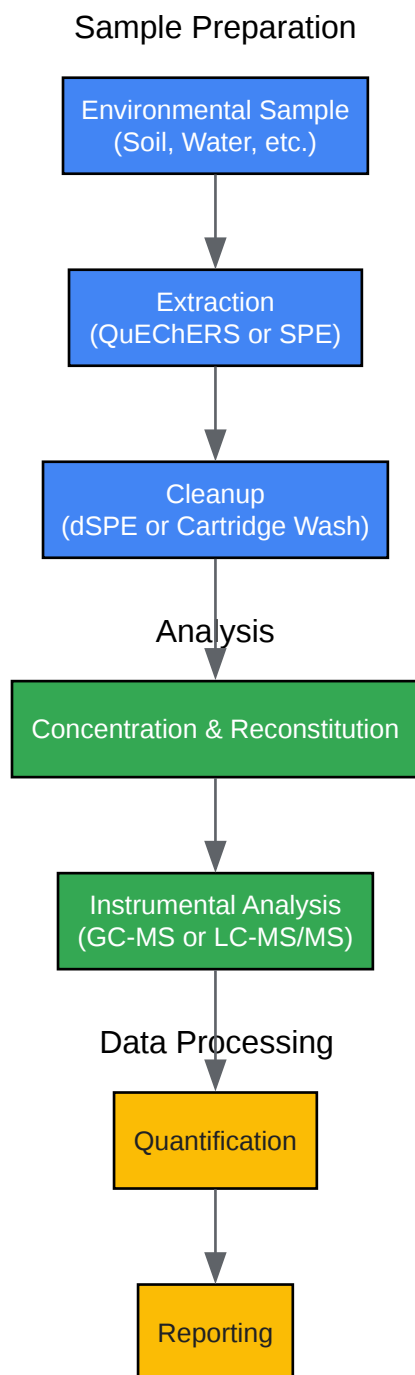 Sample Preparation
Environmental Sample
(Soil, Water, etc.)
Extraction
(QuEChERS or SPE)
Cleanup
(dSPE or Cartridge Wash)
Analysis
Concentration & Reconstitution
Instrumental Analysis
(GC-MS or LC-MS/MS)
Data Processing
Quantification
Reporting